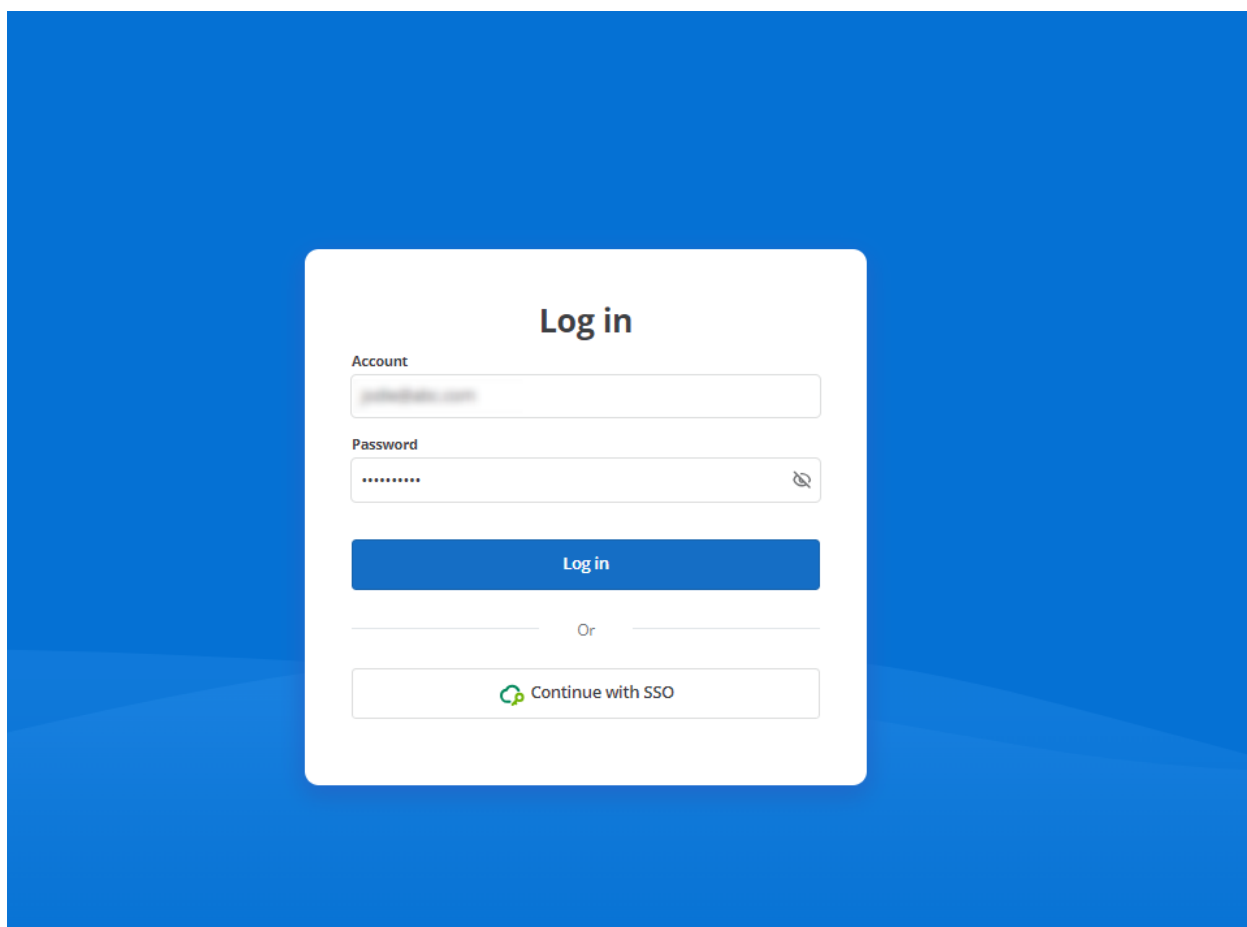 Log in
Account
Password
••••••••••
Log in
Or
Continue with SSO